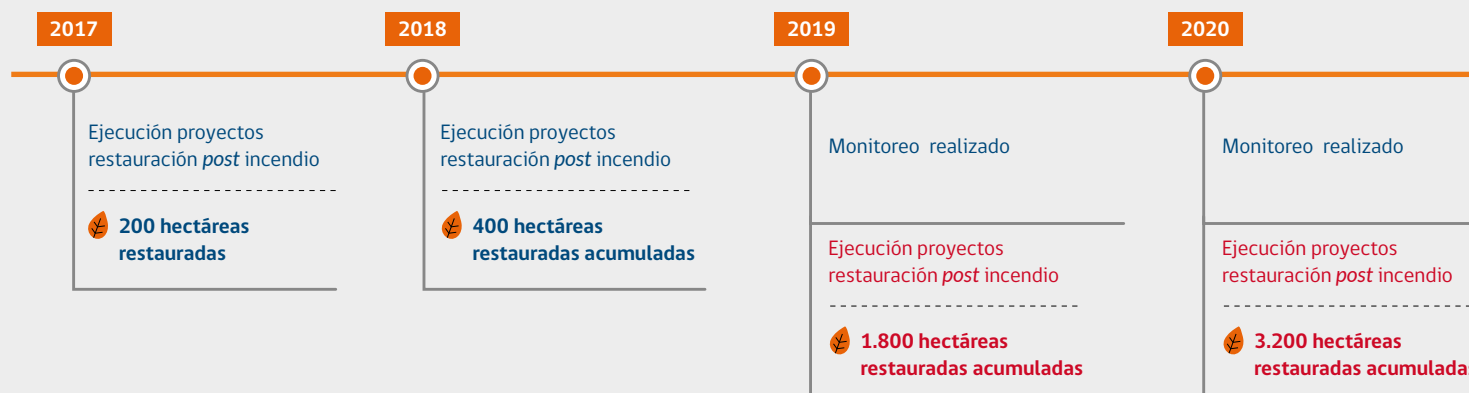 2017
Ejecución proyectos
restauración post incendio
200 hectáreas
restauradas
2018
Ejecución proyectos
restauración post incendio
400 hectáreas
restauradas acumuladas
2019
Monitoreo realizado
Ejecución proyectos
restauración post incendio
1.800 hectáreas
restauradas acumuladas
2020
Monitoreo realizado
Ejecución proyectos
restauración post incendio
3.200 hectáreas
restauradas acumuladas